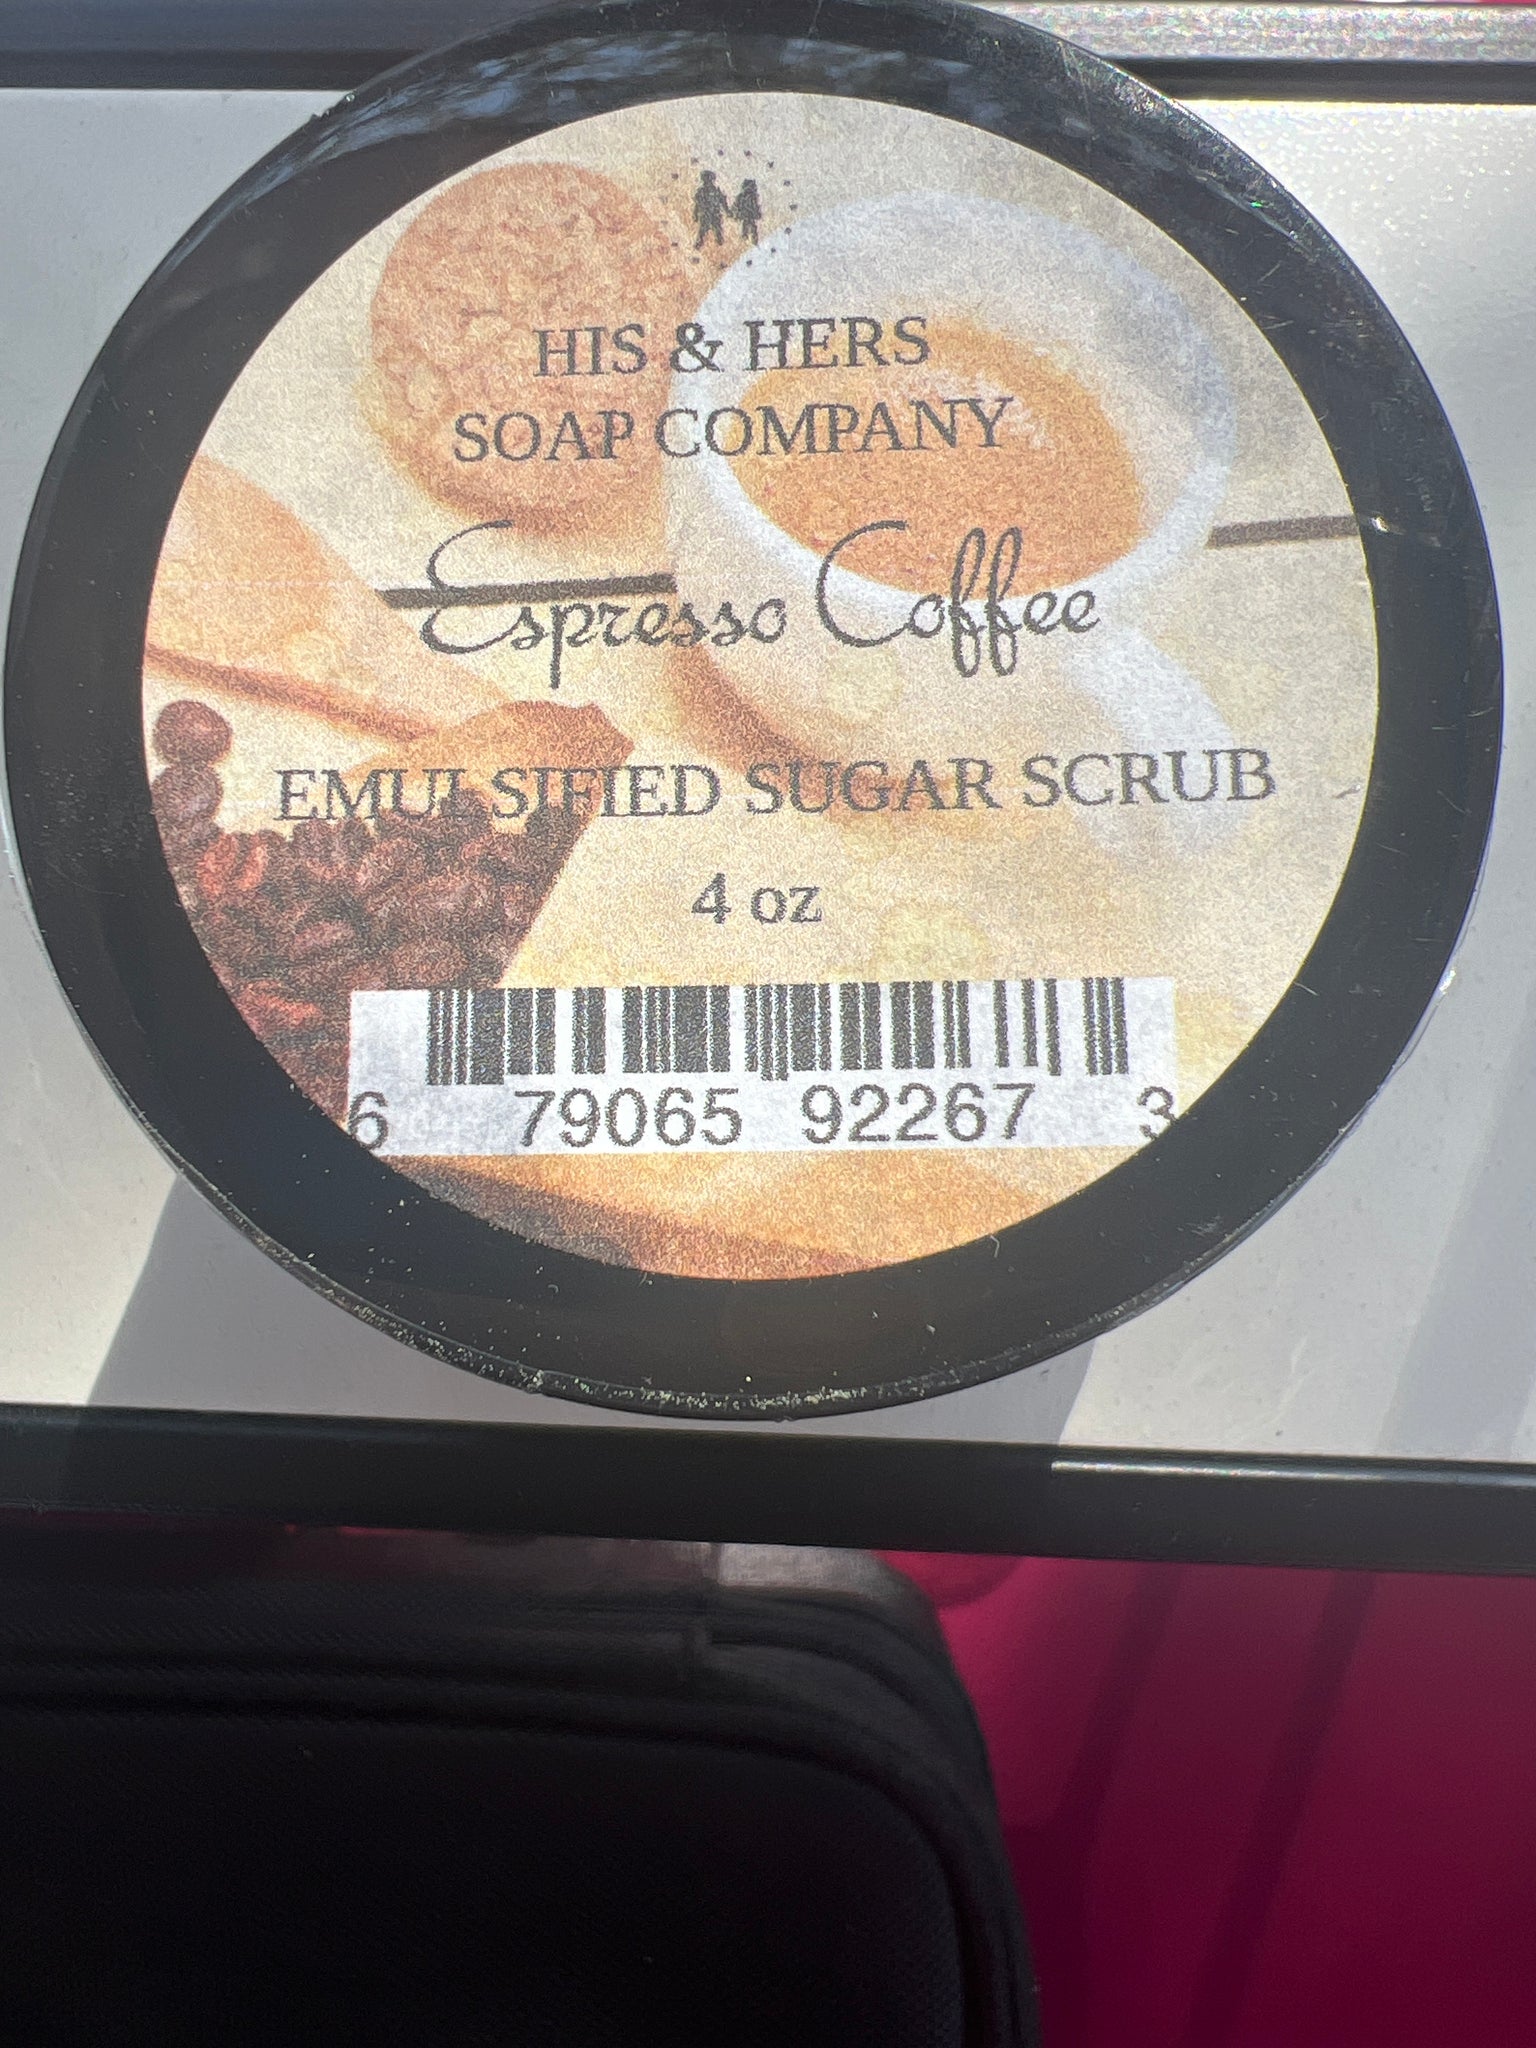 HIS & HERS
SOAP COMPANY
Espresso Coffee
EMULSIFIED SUGAR SCRUB
4 oz
6 79065 92267 3